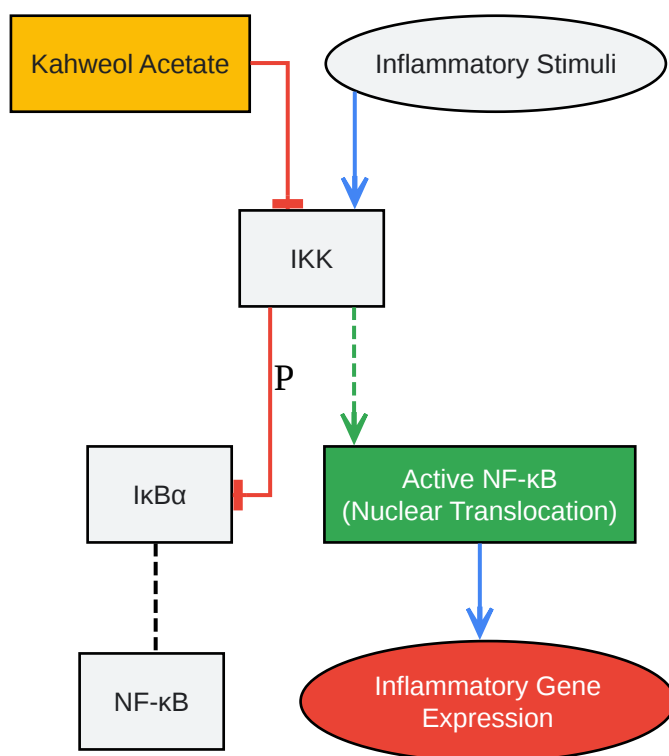 Kahweol Acetate
Inflammatory Stimuli
IKK
P
IκBα
Active NF-κB
(Nuclear Translocation)
NF-κB
Inflammatory Gene
Expression